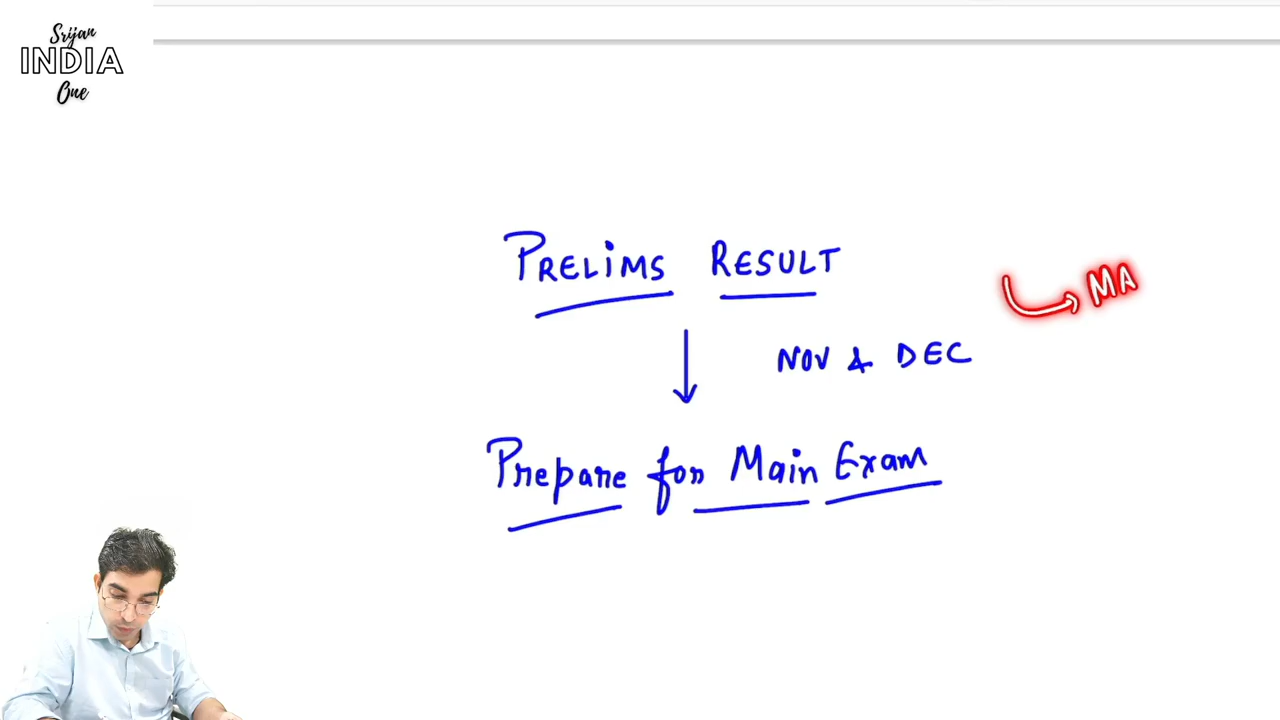 Srijan
INDIA
One
PRELIMS RESULT
MA
NOV & DEC
Prepare for Main Exam